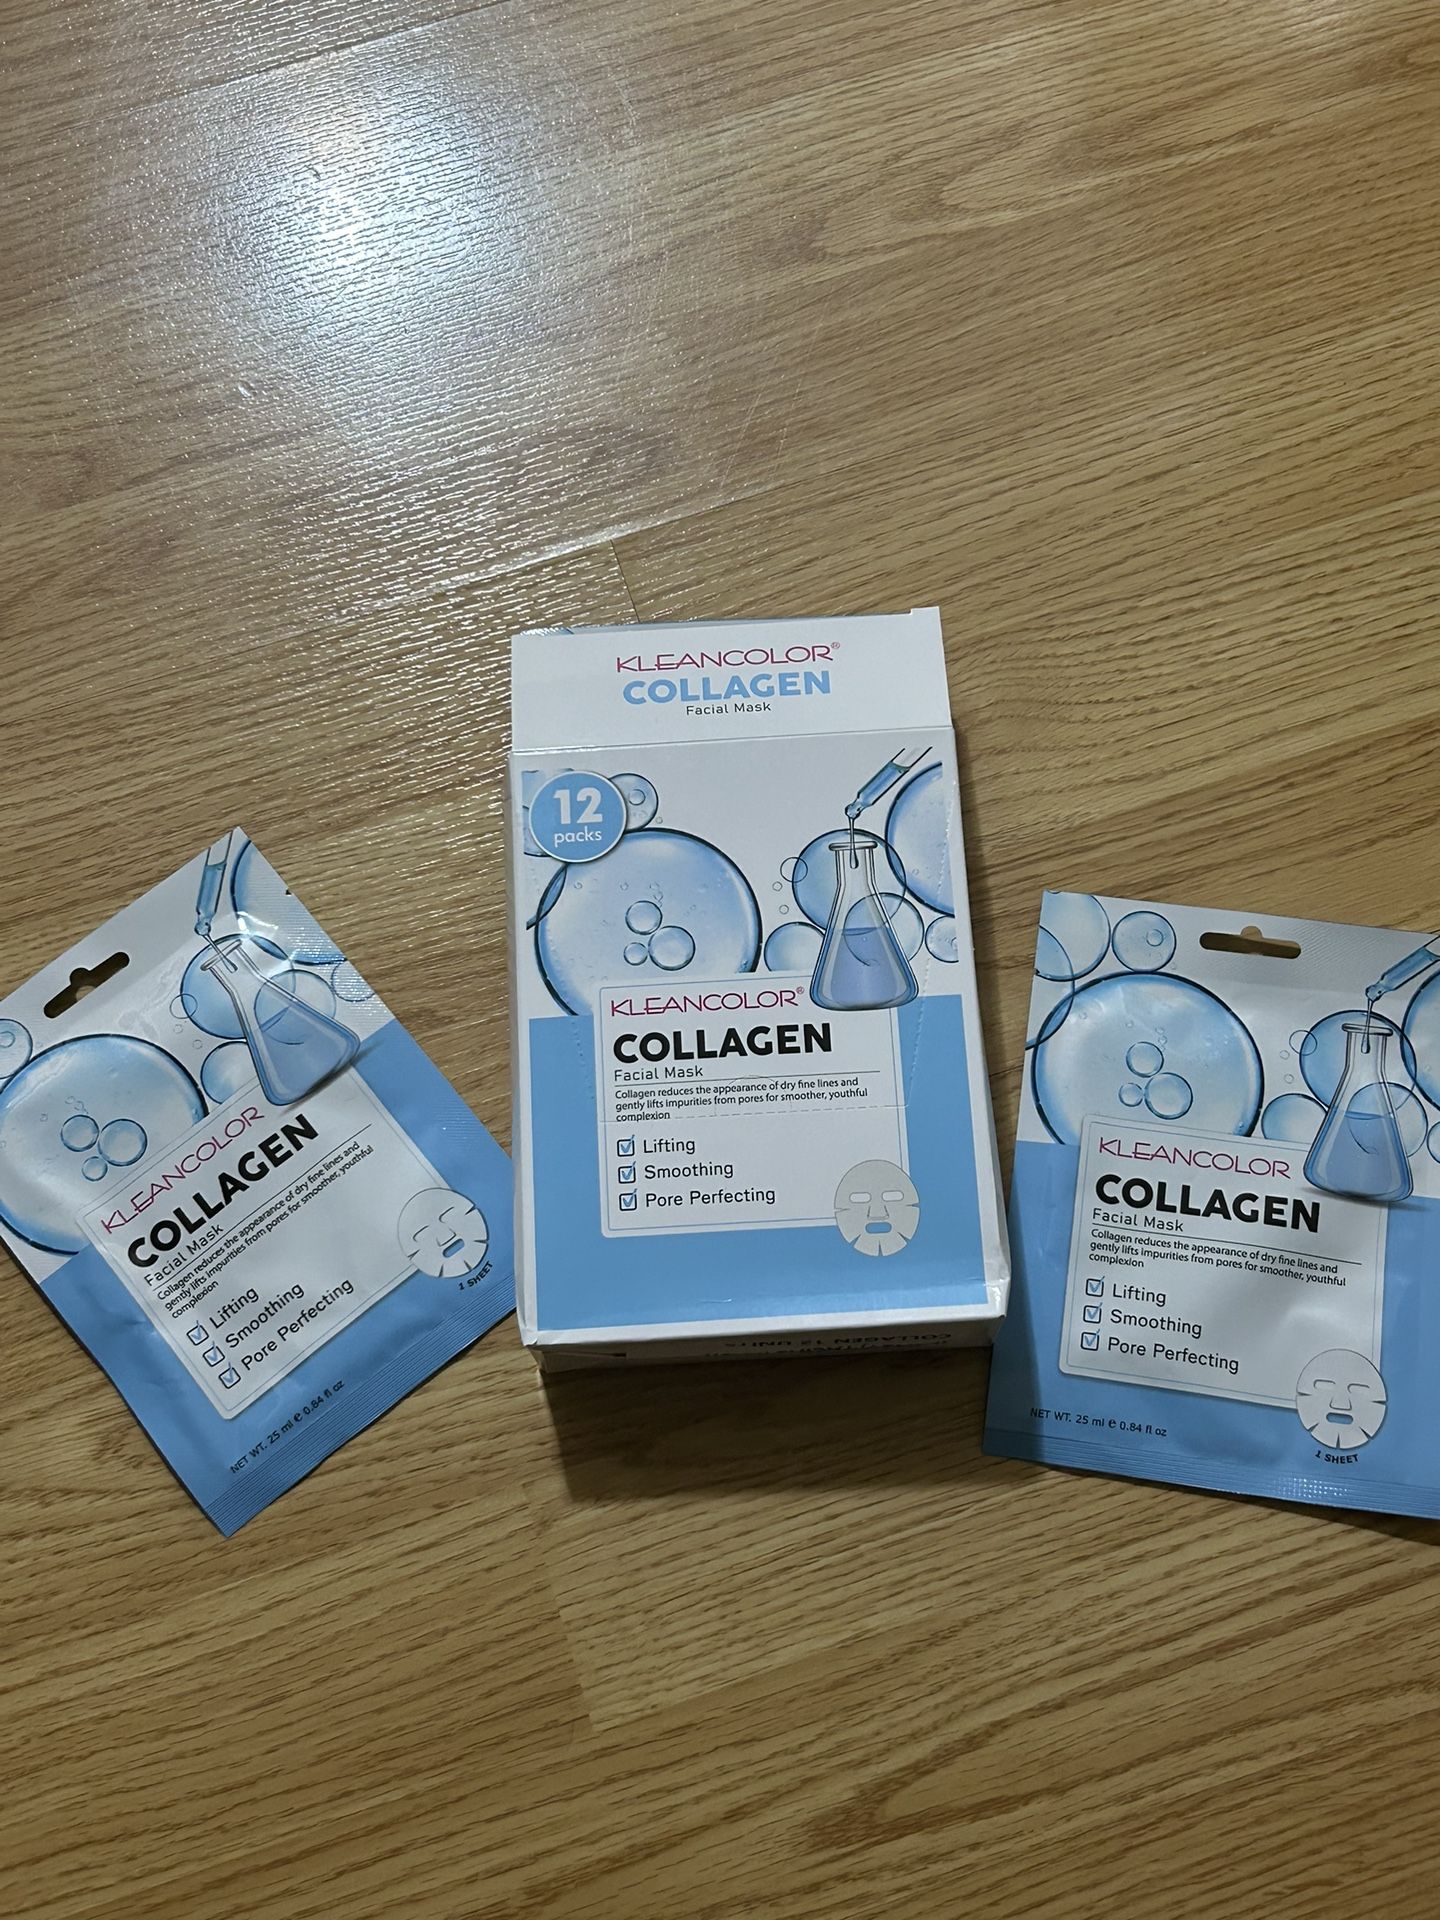 KLEANCOLOR®
COLLAGEN
Facial Mask
12
packs
KLEANCOLOR®
COLLAGEN
Facial Mask
Collagen reduces the appearance of dry fine lines and
gently lifts impurities from pores for smoother, youthful
complexion
Lifting
Smoothing
Pore Perfecting
COLLAGEN 12 UNITS
KLEANCOLOR
COLLAGEN
Facial Mask
Collagen reduces the appearance of dry fine lines and
gently lifts impurities from pores for smoother, youthful
complexion
Lifting
Smoothing
Pore Perfecting
1 SHEET
NET WT. 25 ml e 0.84 fl oz
KLEANCOLOR
COLLAGEN
Facial Mask
Collagen reduces the appearance of dry fine lines and
gently lifts impurities from pores for smoother, youthful
complexion
Lifting
Smoothing
Pore Perfecting
NET WT. 25 ml e 0.84 fl oz
1 SHEET